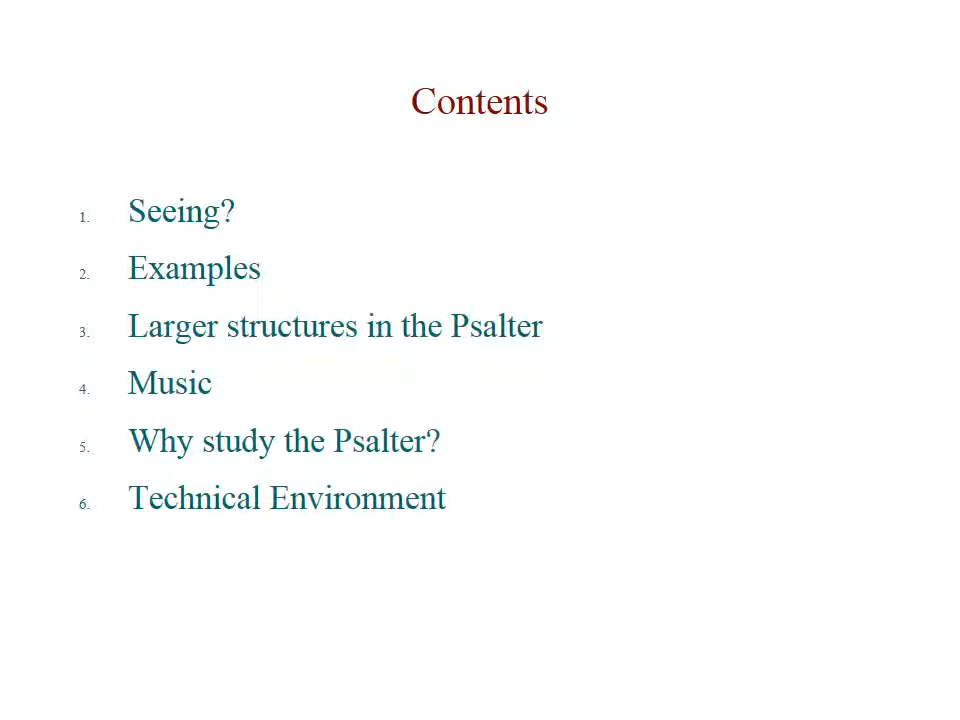 Contents
1. Seeing?
2. Examples
3. Larger structures in the Psalter
4. Music
5. Why study the Psalter?
6. Technical Environment